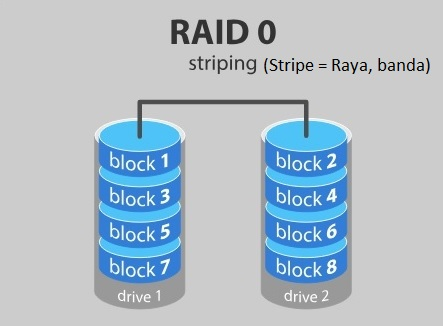 RAID 0
striping (Stripe = Raya, banda)
block 1
block 3
block 5
block 7
drive 1
block 2
block 4
block 6
block 8
drive 2